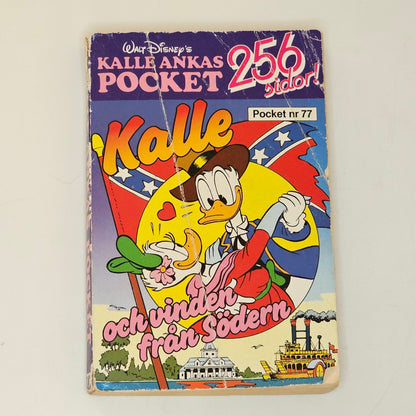 WALT DISNEY'S
KALLE ANKAS
POCKET
256
sidor!
Pocket nr 77
Kalle
och vinden
från Södern